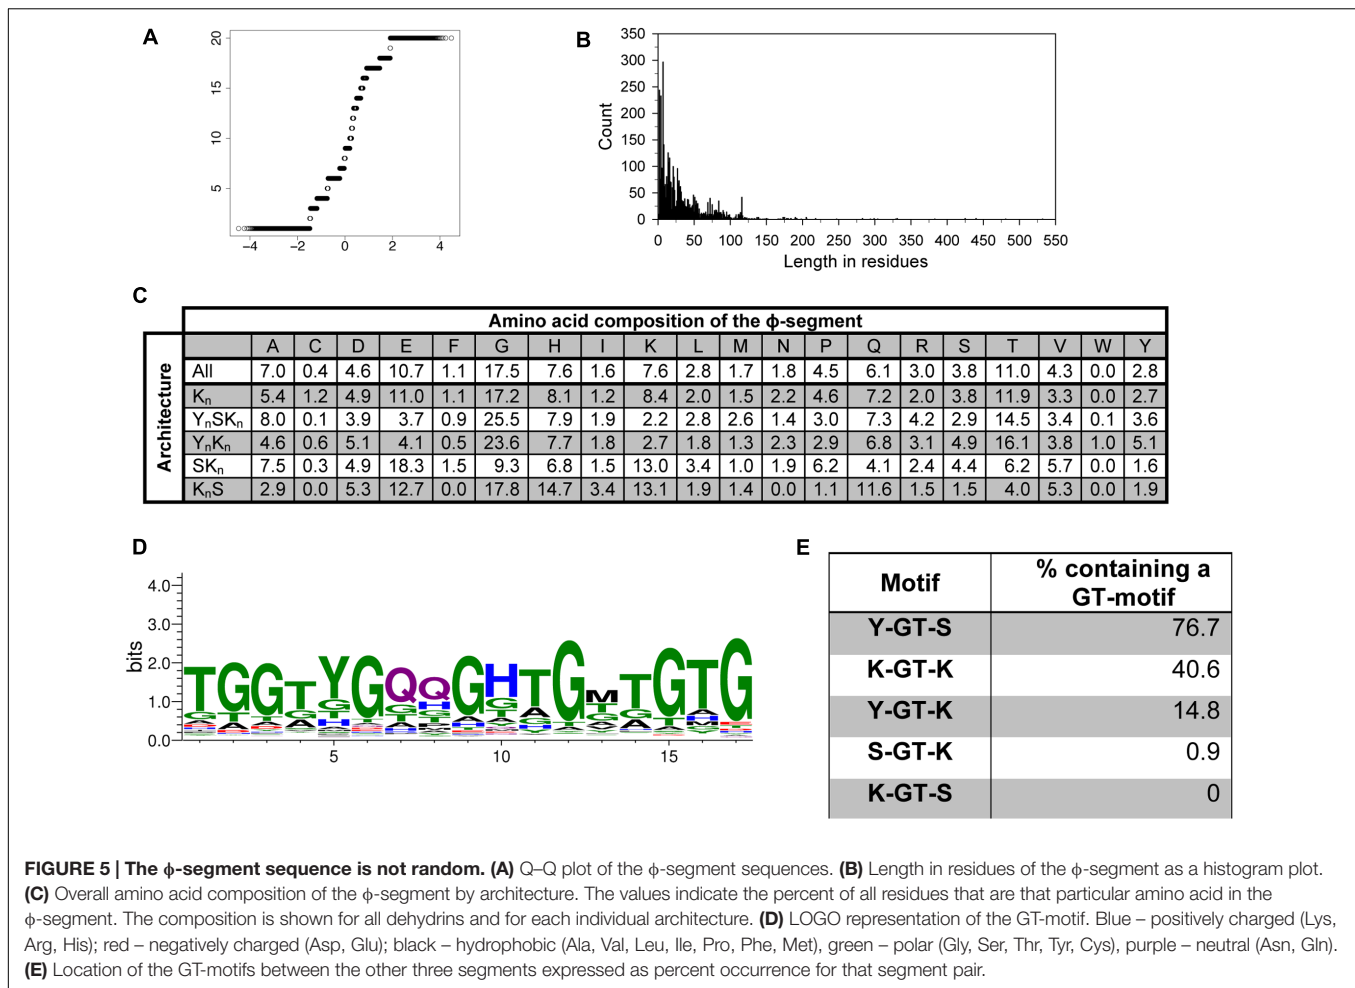 A
20
15
10
5
−4 −2 0 2 4
B
350
300
250
200
150
100
50
0
Count
0 50 100 150 200 250 300 350 400 450 500 550
Length in residues
C
Amino acid composition of the ϕ-segment
Architecture
A C D E F G H I K L M N P Q R S T V W Y
All 7.0 0.4 4.6 10.7 1.1 17.5 7.6 1.6 7.6 2.8 1.7 1.8 4.5 6.1 3.0 3.8 11.0 4.3 0.0 2.8
Kn 5.4 1.2 4.9 11.0 1.1 17.2 8.1 1.2 8.4 2.0 1.5 2.2 4.6 7.2 2.0 3.8 11.9 3.3 0.0 2.7
YnSKn 8.0 0.1 3.9 3.7 0.9 25.5 7.9 1.9 2.2 2.8 2.6 1.4 3.0 7.3 4.2 2.9 14.5 3.4 0.1 3.6
YnKn 4.6 0.6 5.1 4.1 0.5 23.6 7.7 1.8 2.7 1.8 1.3 2.3 2.9 6.8 3.1 4.9 16.1 3.8 1.0 5.1
SKn 7.5 0.3 4.9 18.3 1.5 9.3 6.8 1.5 13.0 3.4 1.0 1.9 6.2 4.1 2.4 4.4 6.2 5.7 0.0 1.6
KnS 2.9 0.0 5.3 12.7 0.0 17.8 14.7 3.4 13.1 1.9 1.4 0.0 1.1 11.6 1.5 1.5 4.0 5.3 0.0 1.9
D
4.0
3.0
2.0
1.0
0.0
bits
TGGTYGQQGHTGMTGTG
5 10 15
E
Motif % containing a
GT-motif
Y-GT-S 76.7
K-GT-K 40.6
Y-GT-K 14.8
S-GT-K 0.9
K-GT-S 0
FIGURE 5 | The ϕ-segment sequence is not random. (A) Q–Q plot of the ϕ-segment sequences. (B) Length in residues of the ϕ-segment as a histogram plot.
(C) Overall amino acid composition of the ϕ-segment by architecture. The values indicate the percent of all residues that are that particular amino acid in the
ϕ-segment. The composition is shown for all dehydrins and for each individual architecture. (D) LOGO representation of the GT-motif. Blue – positively charged (Lys,
Arg, His); red – negatively charged (Asp, Glu); black – hydrophobic (Ala, Val, Leu, Ile, Pro, Phe, Met), green – polar (Gly, Ser, Thr, Tyr, Cys), purple – neutral (Asn, Gln).
(E) Location of the GT-motifs between the other three segments expressed as percent occurrence for that segment pair.